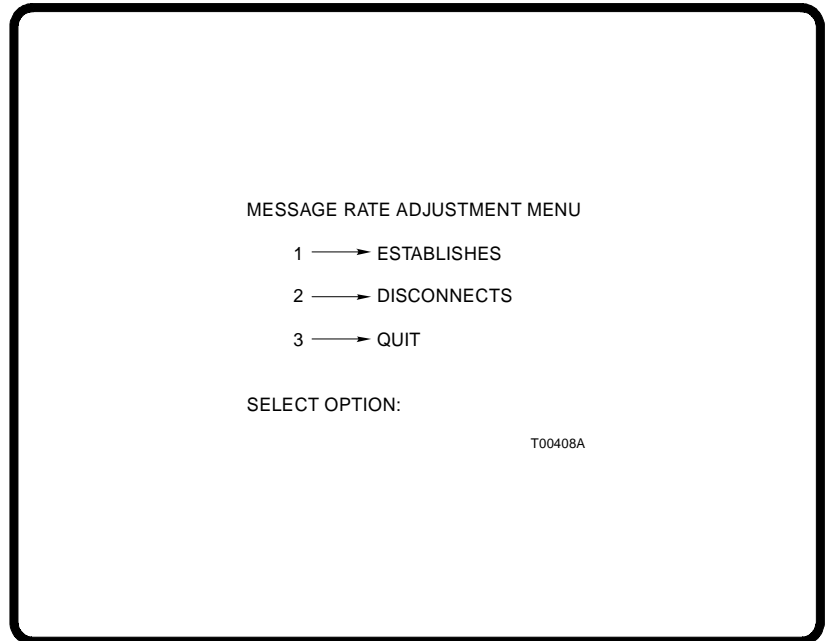 MESSAGE RATE ADJUSTMENT MENU
1 → ESTABLISHES
2 → DISCONNECTS
3 → QUIT
SELECT OPTION:
T00408A